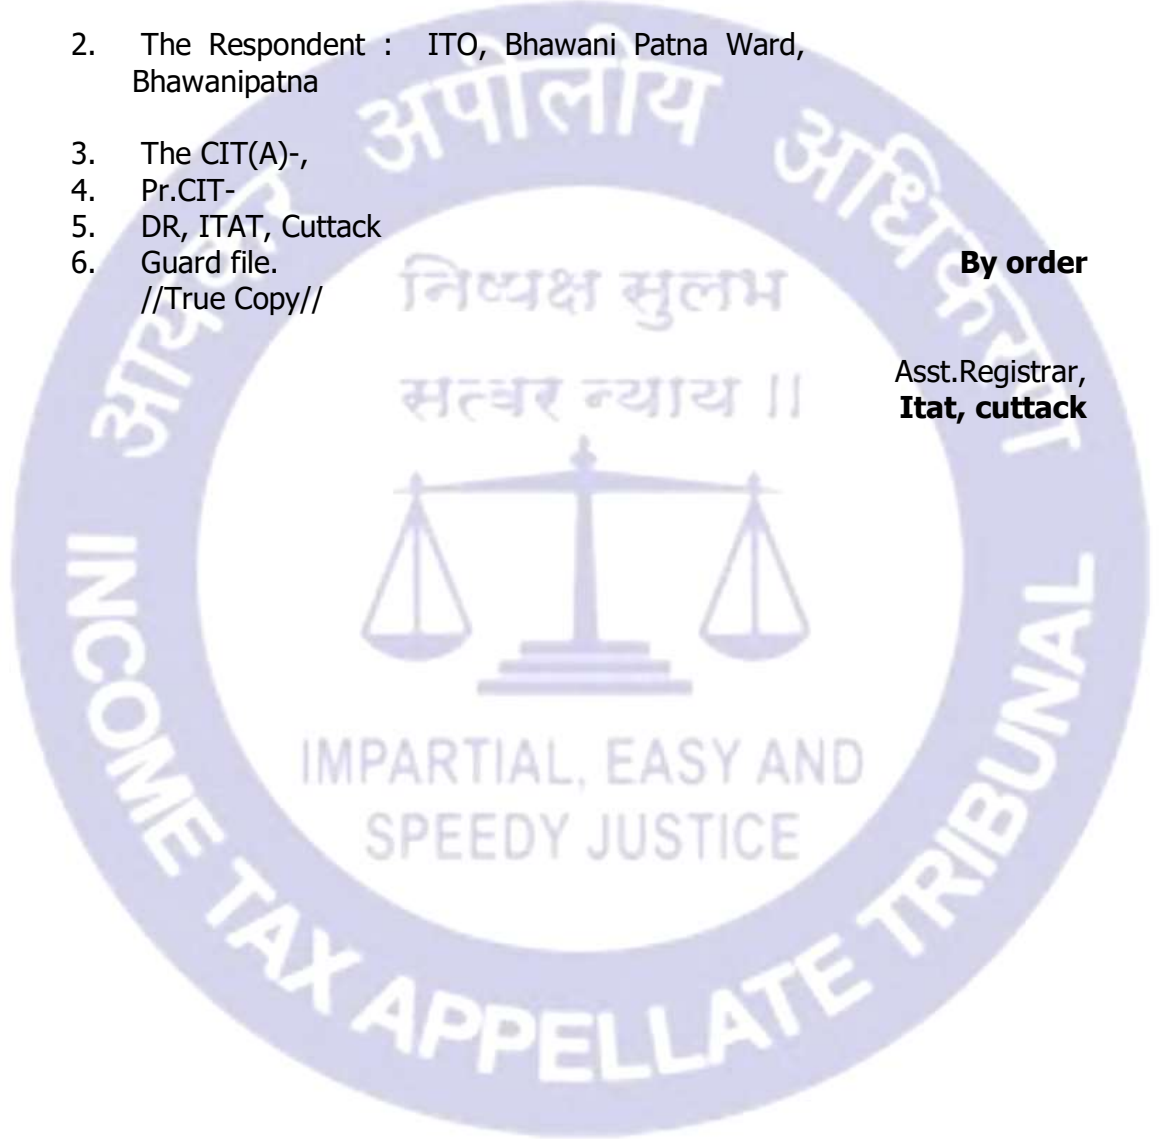 2. The Respondent : ITO, Bhawani Patna Ward,
Bhawanipatna
3. The CIT(A)-,
4. Pr.CIT-
5. DR, ITAT, Cuttack
6. Guard file.
//True Copy//
By order
Asst.Registrar,
Itat, cuttack
आयकर अपीलीय अधिकरण
निष्पक्ष सुलभ
सत्वर न्याय ॥
IMPARTIAL, EASY AND
SPEEDY JUSTICE
INCOME TAX APPELLATE TRIBUNAL